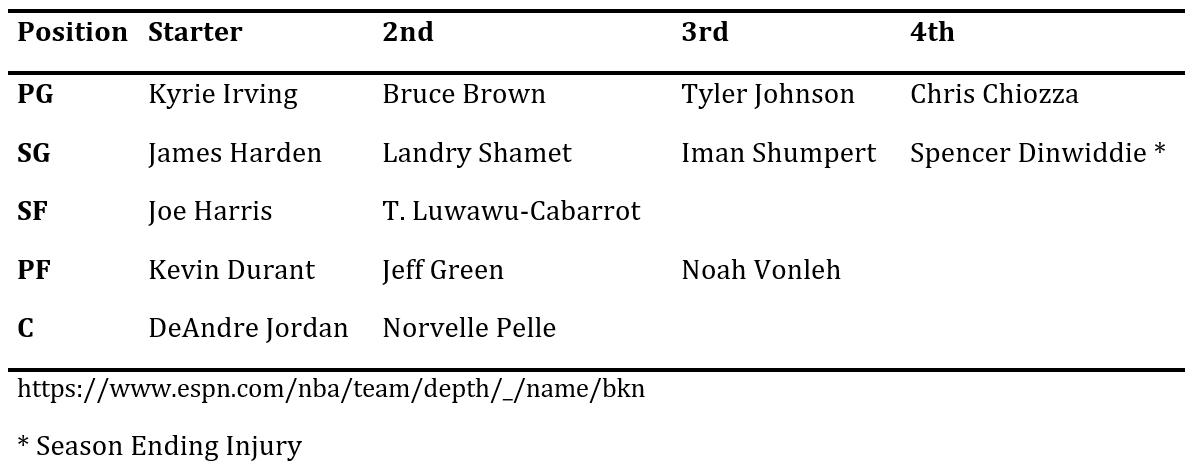 Position Starter 2nd 3rd 4th
PG Kyrie Irving Bruce Brown Tyler Johnson Chris Chiozza
SG James Harden Landry Shamet Iman Shumpert Spencer Dinwiddie *
SF Joe Harris T. Luwawu-Cabarrot
PF Kevin Durant Jeff Green Noah Vonleh
C DeAndre Jordan Norvelle Pelle
https://www.espn.com/nba/team/depth/_/name/bkn
* Season Ending Injury